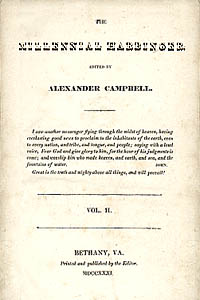 THE
MILLENNIAL HARBINGER
EDITED BY
ALEXANDER CAMPBELL.
I saw another messenger flying through the midst of heaven, having
everlasting good news to proclaim to the inhabitants of the earth, even
to every nation, and tribe, and tongue, and people; saying with a loud
voice, Fear God and give glory to him, for the hour of his judgments is
come; and worship him who made heaven, and earth, and sea, and the
fountains of water. JOHN.
Great is the truth and mighty above all things, and will prevail!
VOL. II.
BETHANY, VA.
Printed and published by the Editor.
MDCCCXXXI.